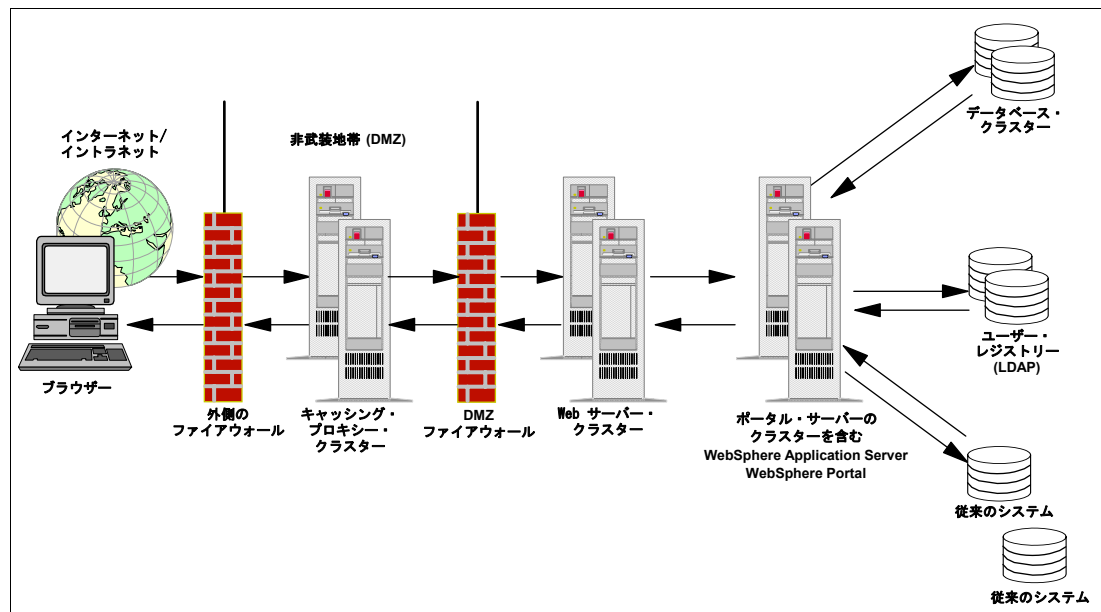 インターネット/
イントラネット
非武装地帯 (DMZ)
データベース・
クラスター
ブラウザー
外側の
ファイアウォール
キャッシング・
プロキシー・
クラスター
DMZ
ファイアウォール
Web サーバー・
クラスター
ポータル・サーバーの
クラスターを含む
WebSphere Application Server
WebSphere Portal
ユーザー・
レジストリー
(LDAP)
従来のシステム
従来のシステム